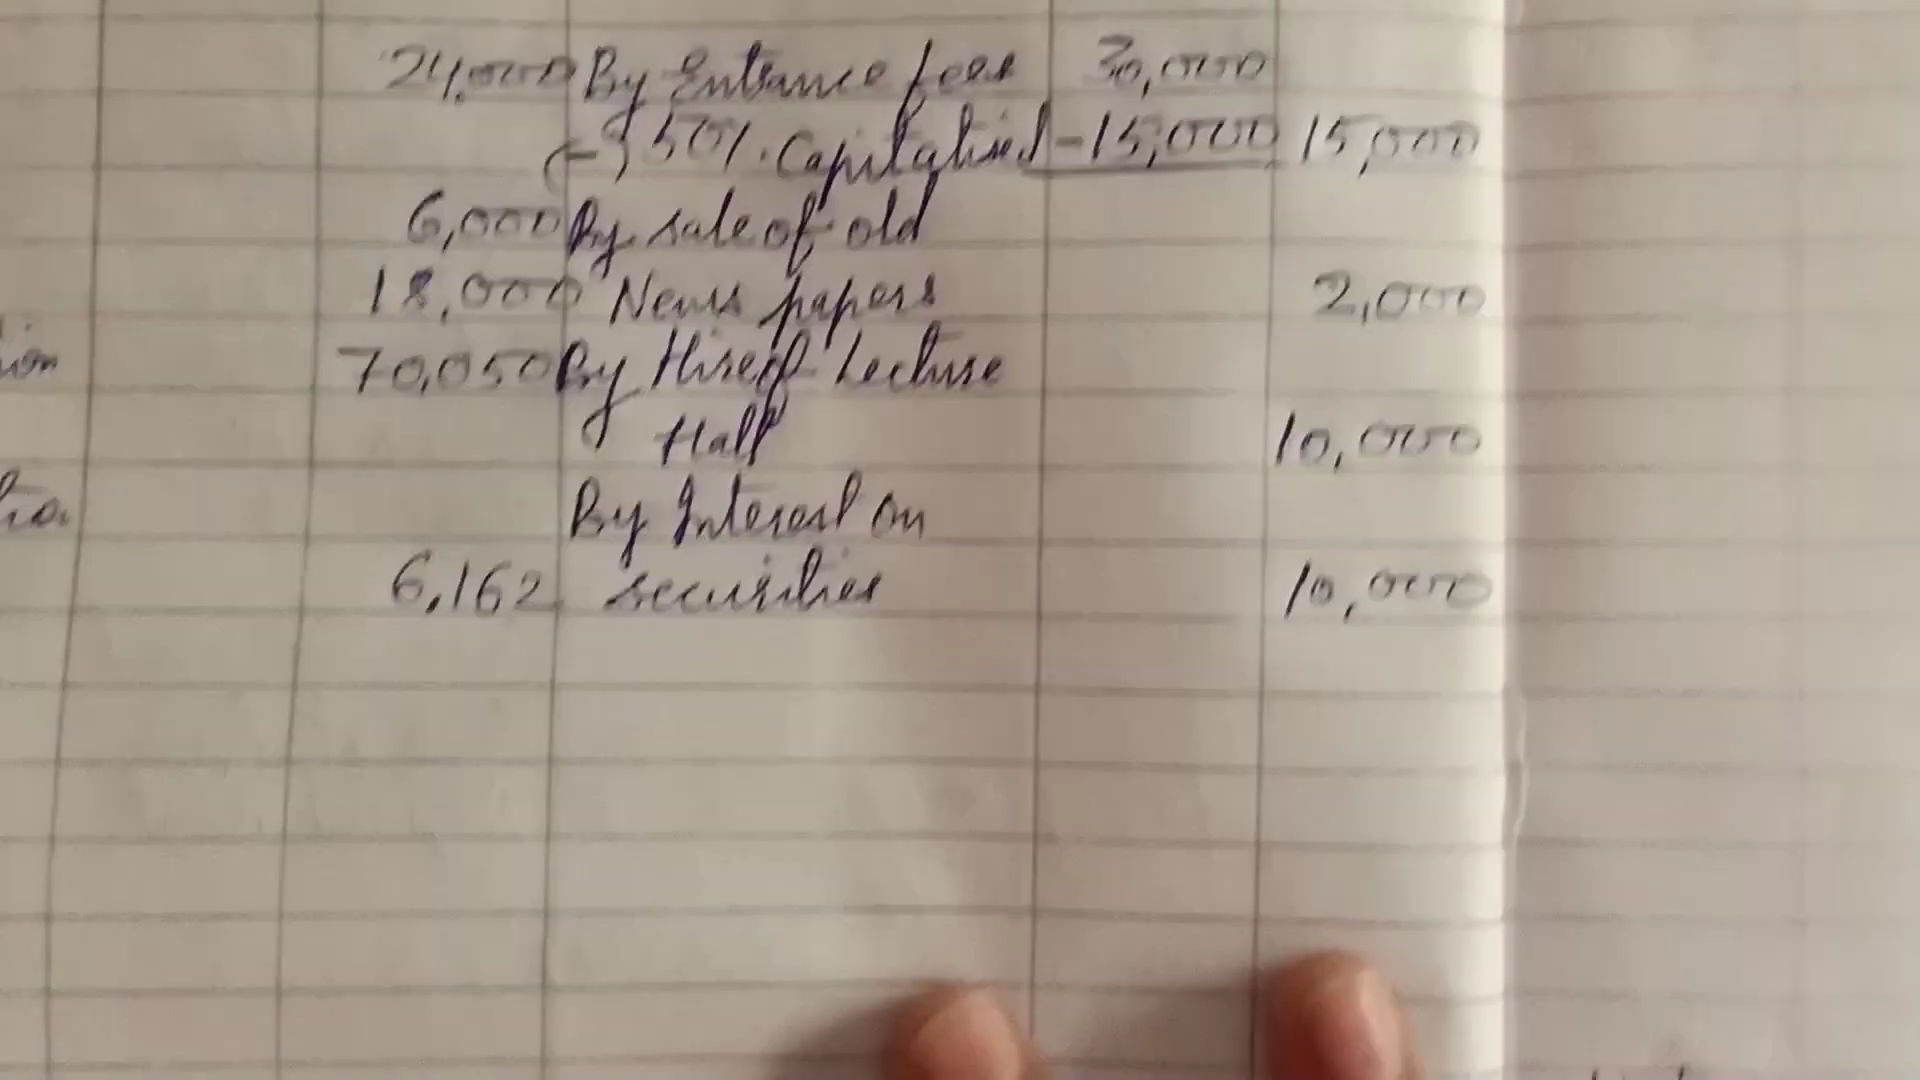 24,000 By Entrance fees 30,000
(-) 50% Capitalised -15,000 15,000
6,000 By sale of old
18,000 News papers 2,000
70,050 By Hire of Lecture
Hall 10,000
By Interest on
6,162 securities 10,000